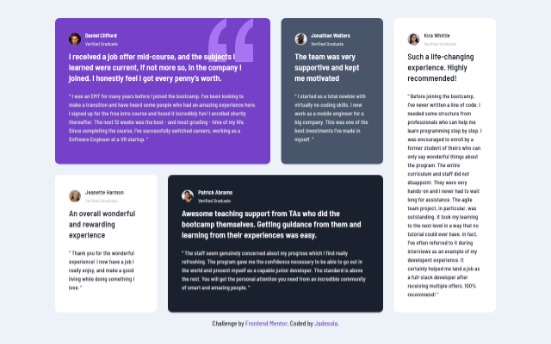 Daniel Clifford
Verified Graduate
I received a job offer mid-course, and the subjects I
learned were current, if not more so, in the company I
joined. I honestly feel I got every penny's worth.
" I was an EMT for many years before I joined the bootcamp. I've been looking to
make a transition and have heard some people who had an amazing experience here.
I signed up for the free intro course and found it incredibly fun! I enrolled shortly
thereafter. The next 12 weeks was the best - and most grueling - time of my life.
Since completing the course, I've successfully switched careers, working as a
Software Engineer at a VR startup. "
Jonathan Walters
Verified Graduate
The team was very
supportive and kept
me motivated
" I started as a total newbie with
virtually no coding skills. I now
work as a mobile engineer for a
big company. This was one of the
best investments I've made in
myself. "
Kira Whittle
Verified Graduate
Such a life-changing
experience. Highly
recommended!
" Before joining the bootcamp,
I've never written a line of code. I
needed some structure from
professionals who can help me
learn programming step by step. I
was encouraged to enroll by a
former student of theirs who can
only say wonderful things about
the program. The entire
curriculum and staff did not
disappoint. They were very
hands-on and I never had to wait
long for assistance. The agile
team project, in particular, was
outstanding. It took my learning
to the next level in a way that no
tutorial could ever have. In fact,
I've often referred to it during
interviews as an example of my
developent experience. It
certainly helped me land a job as
a full-stack developer after
receiving multiple offers. 100%
recommend! "
Jeanette Harmon
Verified Graduate
An overall wonderful
and rewarding
experience
" Thank you for the wonderful
experience! I now have a job I
really enjoy, and make a good
living while doing something I
love. "
Patrick Abrams
Verified Graduate
Awesome teaching support from TAs who did the
bootcamp themselves. Getting guidance from them and
learning from their experiences was easy.
" The staff seem genuinely concerned about my progress which I find really
refreshing. The program gave me the confidence necessary to be able to go out in
the world and present myself as a capable junior developer. The standard is above
the rest. You will get the personal attention you need from an incredible community
of smart and amazing people. "
Challenge by Frontend Mentor. Coded by Jadesola.